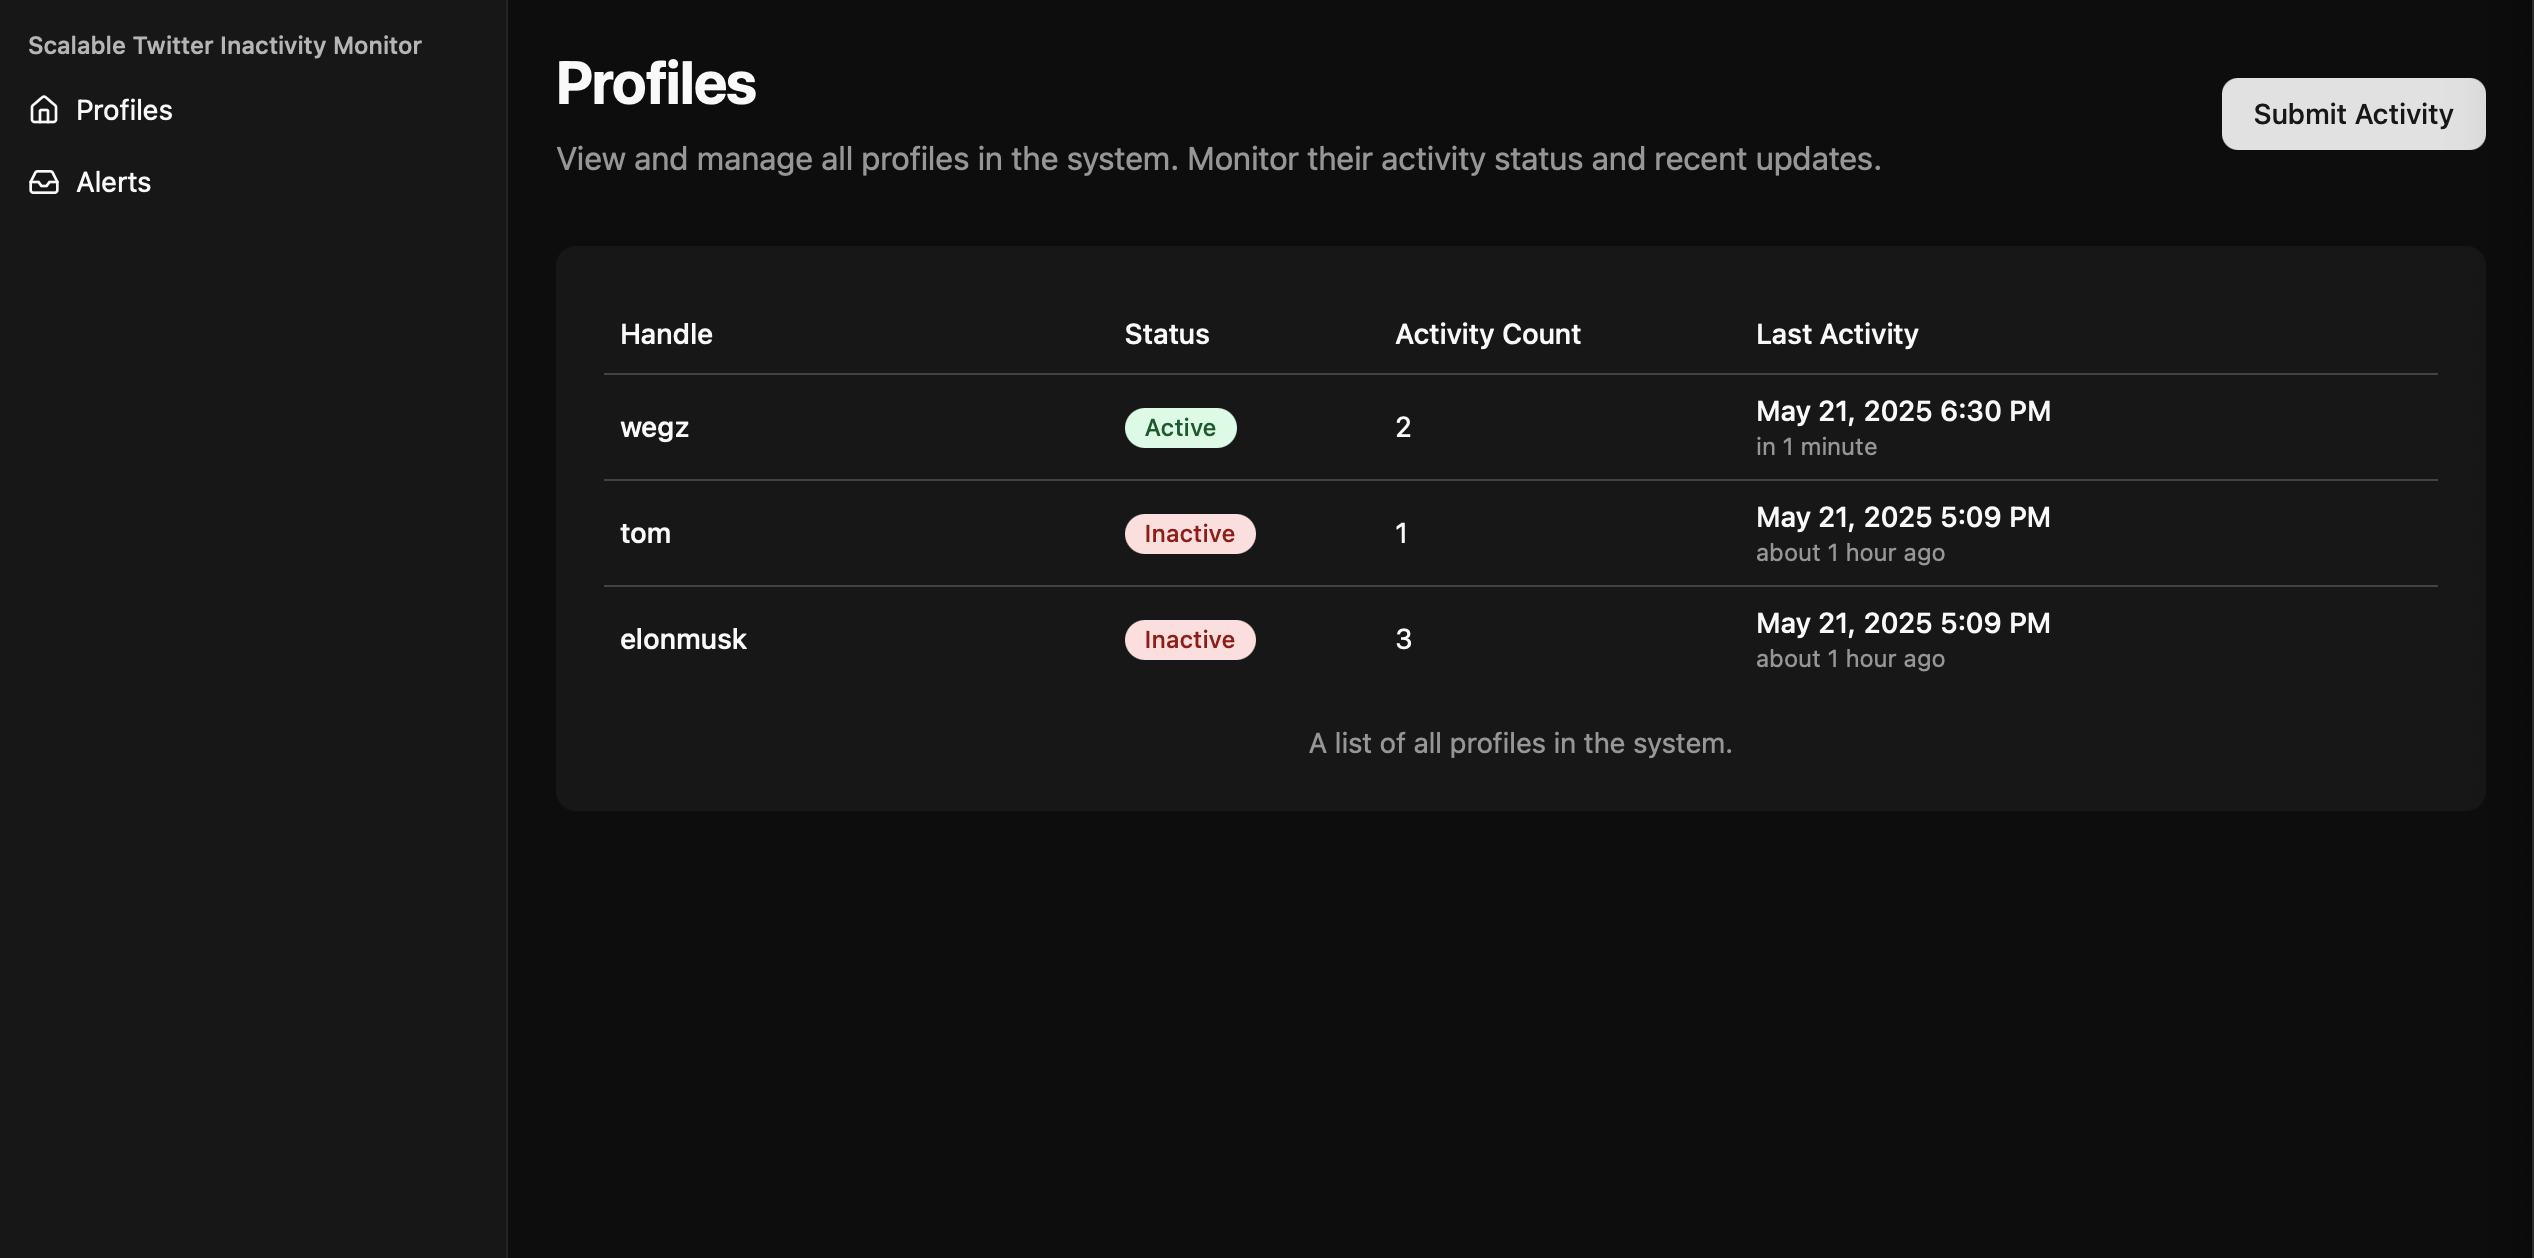 Scalable Twitter Inactivity Monitor
Profiles
Alerts
Profiles
View and manage all profiles in the system. Monitor their activity status and recent updates.
Submit Activity
Handle Status Activity Count Last Activity
wegz Active 2 May 21, 2025 6:30 PM
in 1 minute
tom Inactive 1 May 21, 2025 5:09 PM
about 1 hour ago
elonmusk Inactive 3 May 21, 2025 5:09 PM
about 1 hour ago
A list of all profiles in the system.